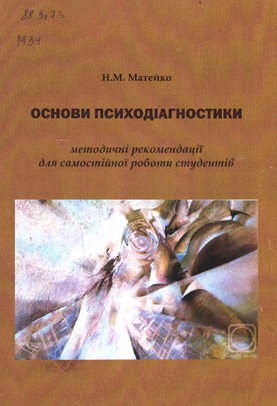 88.3я73
М34
Н.М. Матейко
ОСНОВИ ПСИХОДІАГНОСТИКИ
методичні рекомендації
для самостійної роботи студентів